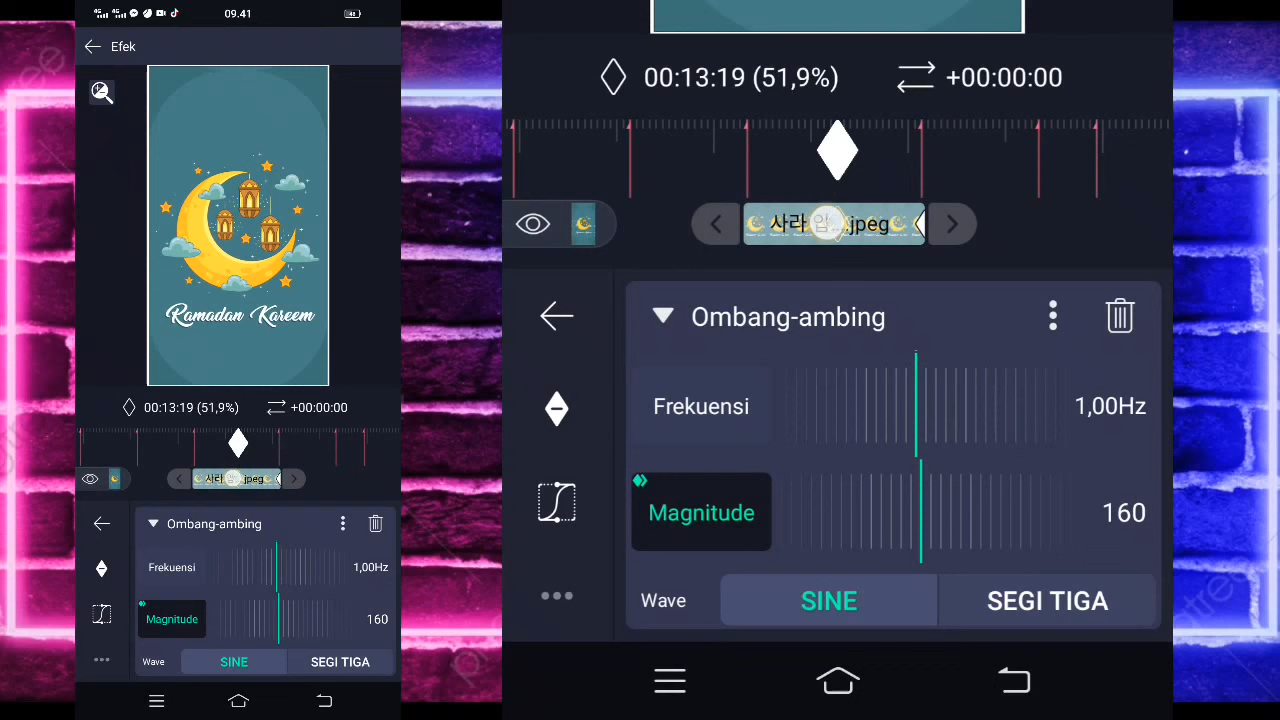 09.41
Efek
Ramadan Kareem
00:13:19 (51,9%)
+00:00:00
사라 압...jpeg
Ombang-ambing
Frekuensi
1,00Hz
Magnitude
160
Wave
SINE
SEGI TIGA
00:13:19 (51,9%)
+00:00:00
사라 압...jpeg
Ombang-ambing
Frekuensi
1,00Hz
Magnitude
160
Wave
SINE
SEGI TIGA